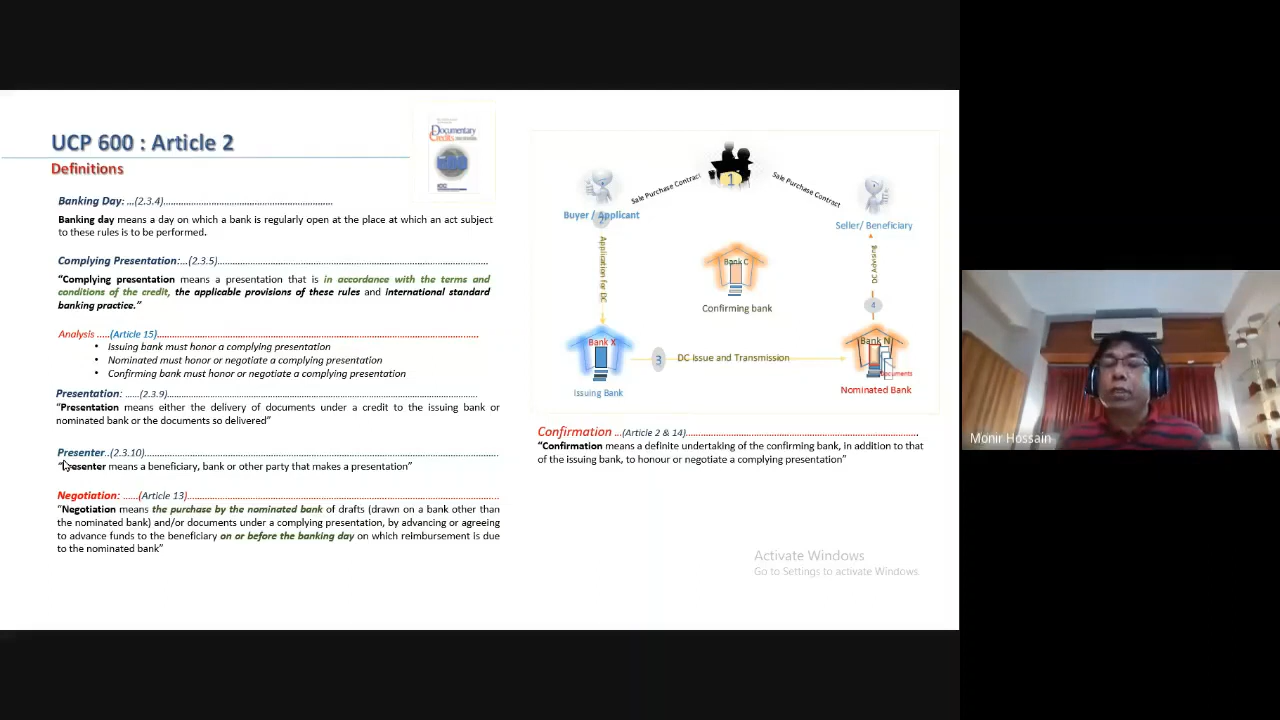 UCP 600 : Article 2
Definitions
Documentary
Credits
Banking Day: ...(2.3.4)..........................................................
Banking day means a day on which a bank is regularly open at the place at which an act subject
to these rules is to be performed.
Complying Presentation:...(2.3.5)..........................................................................................
“Complying presentation means a presentation that is in accordance with the terms and
conditions of the credit, the applicable provisions of these rules and international standard
banking practice.”
Analysis .....(Article 15)...........................................................................................................
• Issuing bank must honor a complying presentation
• Nominated must honor or negotiate a complying presentation
• Confirming bank must honor or negotiate a complying presentation
Presentation: ......(2.3.9)...........................................................................................................
“Presentation means either the delivery of documents under a credit to the issuing bank or
nominated bank or the documents so delivered”
Presenter..(2.3.10)....................................................................................................................
“Presenter means a beneficiary, bank or other party that makes a presentation”
Negotiation: ......(Article 13)......................................................................................................
“Negotiation means the purchase by the nominated bank of drafts (drawn on a bank other than
the nominated bank) and/or documents under a complying presentation, by advancing or agreeing
to advance funds to the beneficiary on or before the banking day on which reimbursement is due
to the nominated bank”
1
Sale Purchase Contract
Sale Purchase Contract
Buyer / Applicant
2
Seller/ Beneficiary
Application for DC
DC Advising
Bank C
Confirming bank
4
Bank X
3
DC Issue and Transmission
Bank N
Documents
Issuing Bank
Nominated Bank
Confirmation ...(Article 2 & 14)..............................................................................
“Confirmation means a definite undertaking of the confirming bank, in addition to that
of the issuing bank, to honour or negotiate a complying presentation”
Activate Windows
Go to Settings to activate Windows.
Monir Hossain